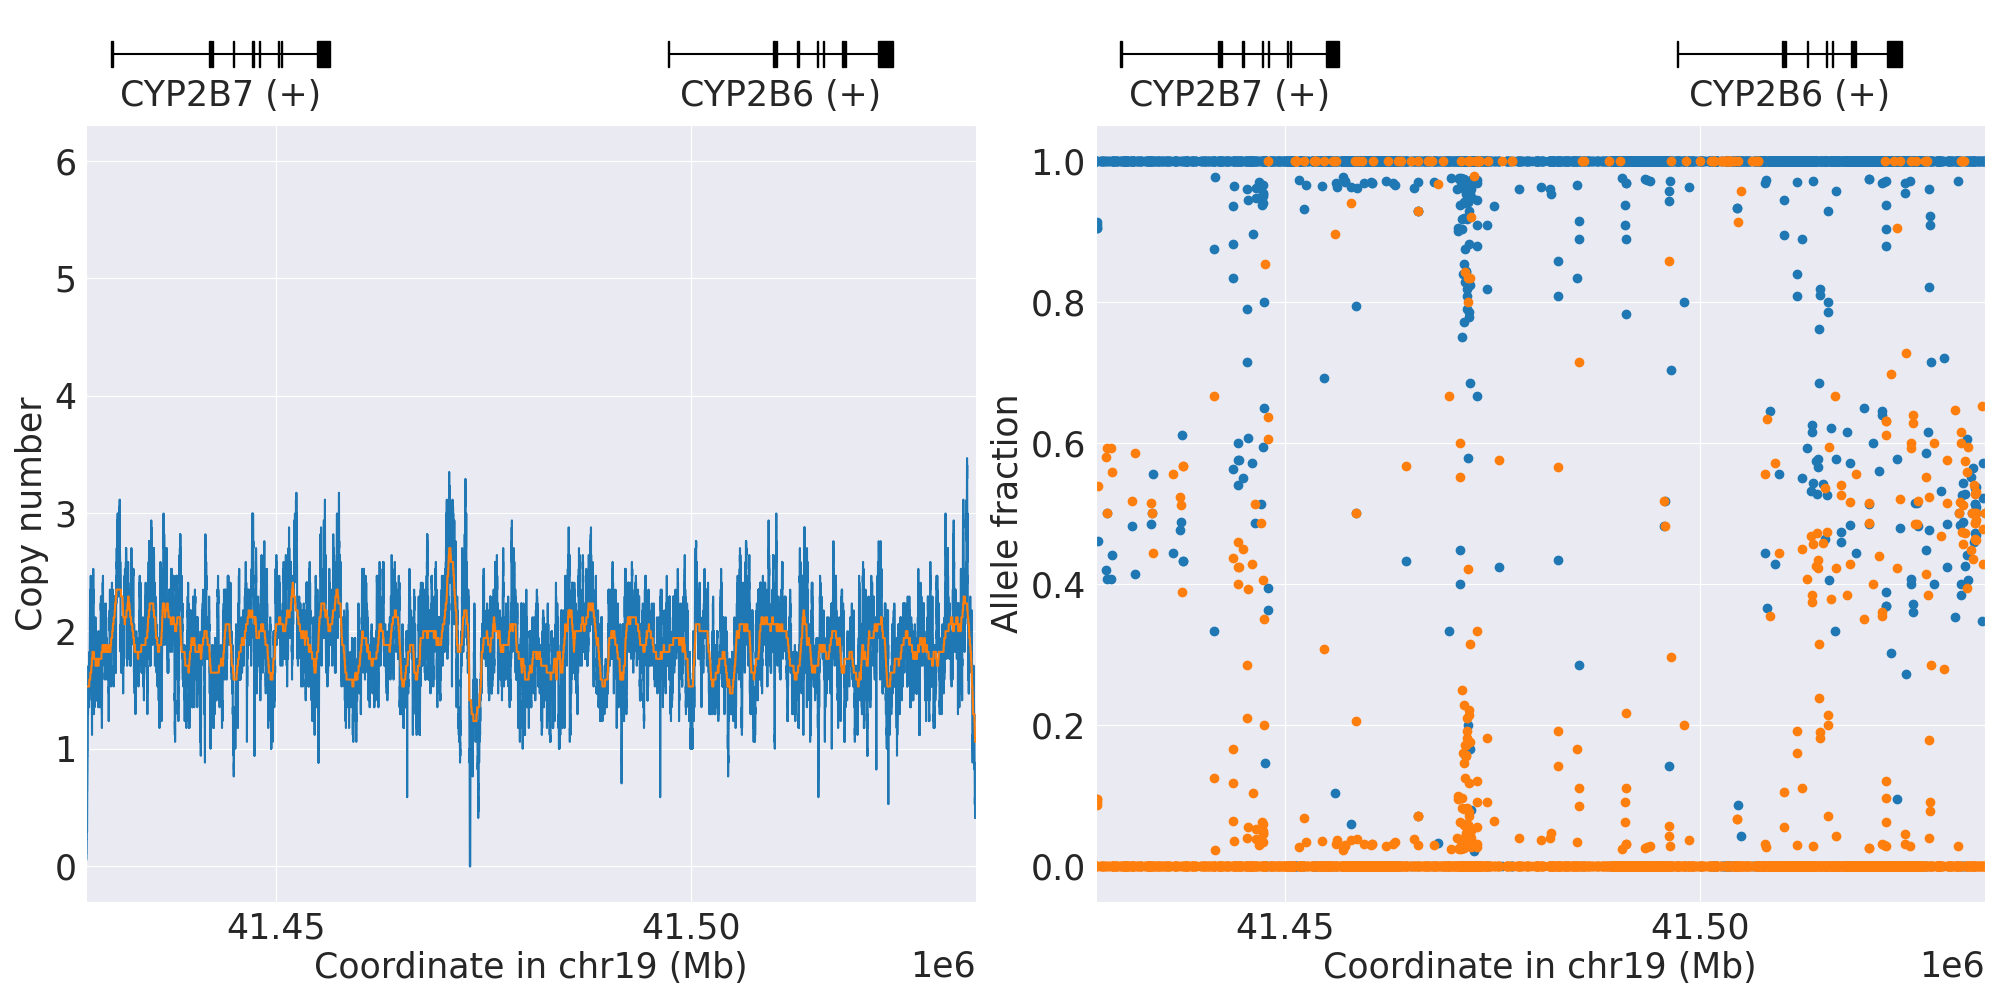 CYP2B7 (+)
CYP2B6 (+)
6
5
4
3
2
1
0
Copy number
41.45
41.50
Coordinate in chr19 (Mb)
1e6
CYP2B7 (+)
CYP2B6 (+)
1.0
0.8
0.6
0.4
0.2
0.0
Allele fraction
41.45
41.50
Coordinate in chr19 (Mb)
1e6